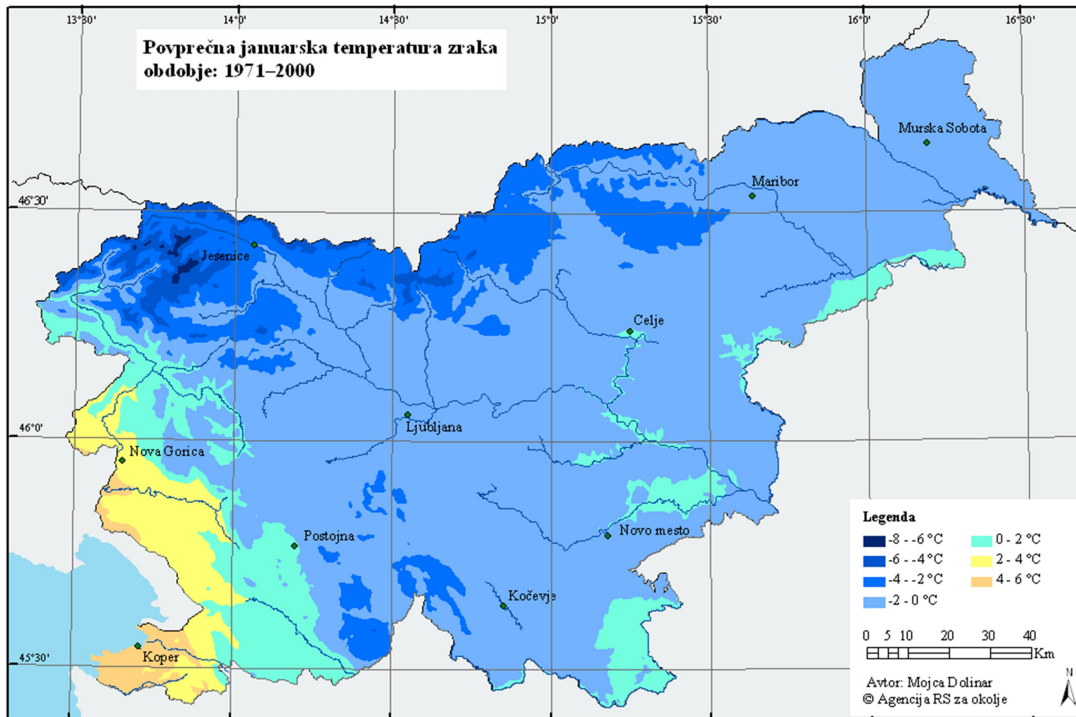 13°30'
14°0'
14°30'
15°0'
15°30'
16°0'
16°30'
Povprečna januarska temperatura zraka
obdobje: 1971–2000
Murska Sobota
Maribor
46°30'
Jesenice
Celje
Ljubljana
46°0'
Nova Gorica
Postojna
Novo mesto
Kočevje
45°30'
Koper
Legenda
-8 - -6 °C
-6 - -4 °C
-4 - -2 °C
-2 - 0 °C
0 - 2 °C
2 - 4 °C
4 - 6 °C
0 5 10 20 30 40
Km
Avtor: Mojca Dolinar
© Agencija RS za okolje
N